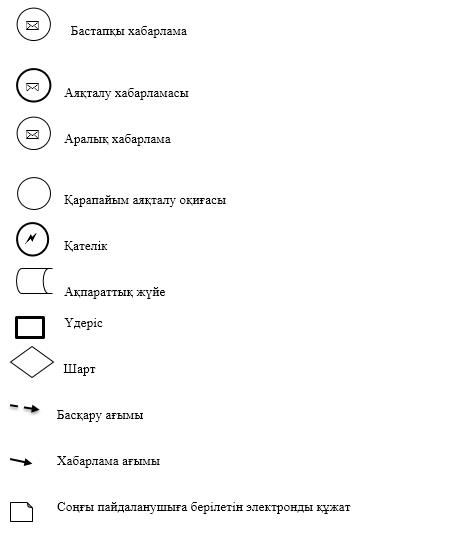 Бастапқы хабарлама
Аяқталу хабарламасы
Аралық хабарлама
Қарапайым аяқталу оқиғасы
Қателік
Ақпараттық жүйе
Үдеріс
Шарт
Басқару ағымы
Хабарлама ағымы
Соңғы пайдаланушыға берілетін электронды құжат